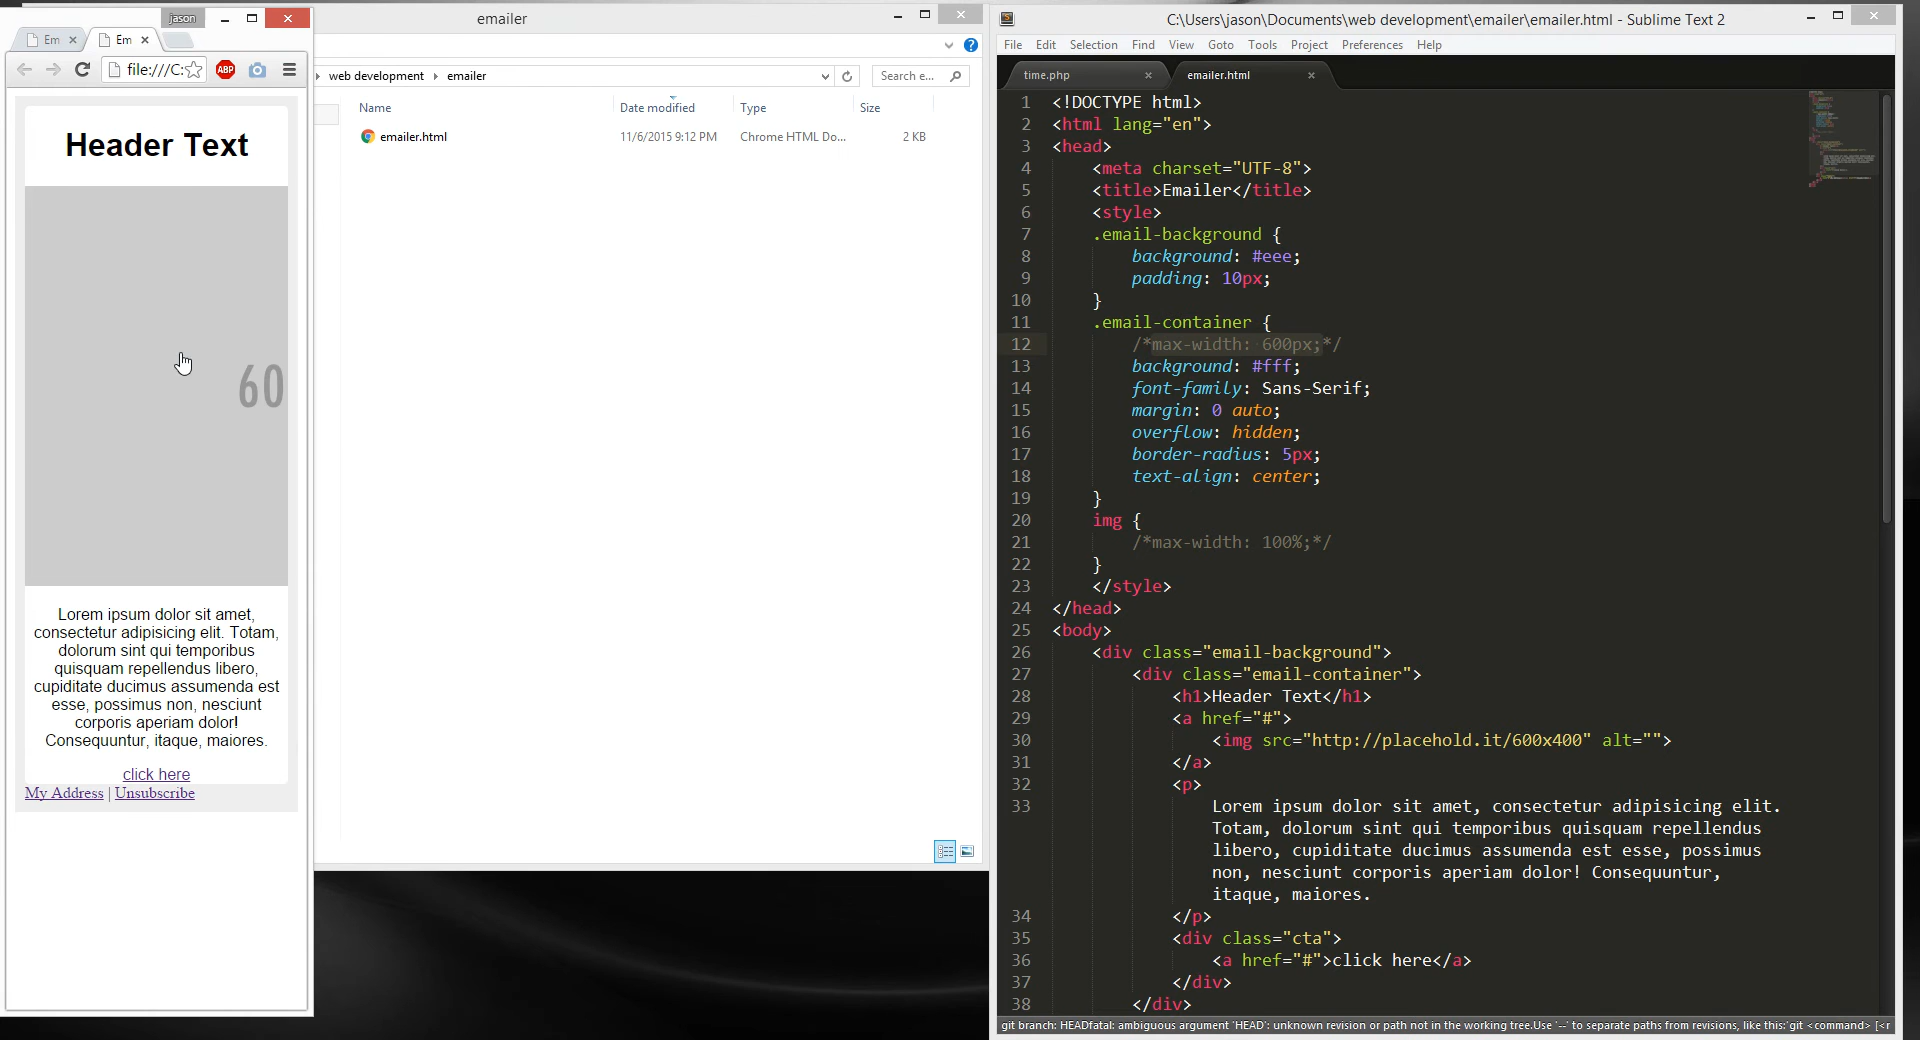 jason
Em
Em
file:///C:
ABP
Header Text
60
Lorem ipsum dolor sit amet,
consectetur adipisicing elit. Totam,
dolorum sint qui temporibus
quisquam repellendus libero,
cupiditate ducimus assumenda est
esse, possimus non, nesciunt
corporis aperiam dolor!
Consequuntur, itaque, maiores.
click here
My Address | Unsubscribe
emailer
web development emailer
Search e...
Name Date modified Type Size
emailer.html 11/6/2015 9:12 PM Chrome HTML Do... 2 KB
C:\Users\jason\Documents\web development\emailer\emailer.html - Sublime Text 2
File Edit Selection Find View Goto Tools Project Preferences Help
time.php emailer.html
1 <!DOCTYPE html>
2 <html lang="en">
3 <head>
4 <meta charset="UTF-8">
5 <title>Emailer</title>
6 <style>
7 .email-background {
8 background: #eee;
9 padding: 10px;
10 }
11 .email-container {
12 /*max-width: 600px;*/
13 background: #fff;
14 font-family: Sans-Serif;
15 margin: 0 auto;
16 overflow: hidden;
17 border-radius: 5px;
18 text-align: center;
19 }
20 img {
21 /*max-width: 100%;*/
22 }
23 </style>
24 </head>
25 <body>
26 <div class="email-background">
27 <div class="email-container">
28 <h1>Header Text</h1>
29 <a href="#">
30 <img src="http://placehold.it/600x400" alt="">
31 </a>
32 <p>
33 Lorem ipsum dolor sit amet, consectetur adipisicing elit.
Totam, dolorum sint qui temporibus quisquam repellendus
libero, cupiditate ducimus assumenda est esse, possimus
non, nesciunt corporis aperiam dolor! Consequuntur,
itaque, maiores.
34 </p>
35 <div class="cta">
36 <a href="#">click here</a>
37 </div>
38 </div>
git branch: HEADfatal: ambiguous argument 'HEAD': unknown revision or path not in the working tree.Use '--' to separate paths from revisions, like this:'git <command> [<r